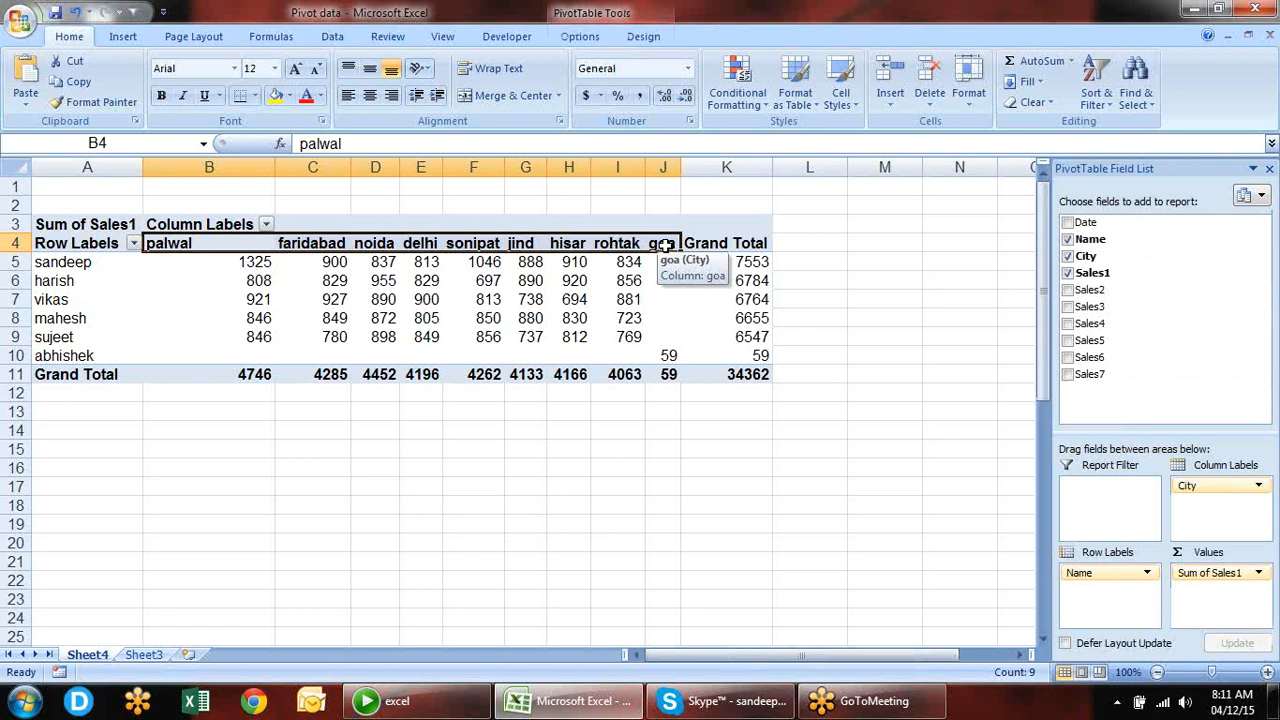 Pivot data - Microsoft Excel
PivotTable Tools
Home Insert Page Layout Formulas Data Review View Developer Options Design
Paste
Cut
Copy
Format Painter
Clipboard
Arial 12
B I U
Font
Wrap Text
Merge & Center
Alignment
General
$ % ,
Number
Conditional Formatting
Format as Table
Cell Styles
Styles
Insert Delete Format
Cells
Σ AutoSum
Fill
Clear
Sort & Filter
Find & Select
Editing
B4 fx palwal
A B C D E F G H I J K L M N
1
2
3 Sum of Sales1 Column Labels
4 Row Labels palwal faridabad noida delhi sonipat jind hisar rohtak goa Grand Total
5 sandeep 1325 900 837 813 1046 888 910 834 7553
6 harish 808 829 955 829 697 890 920 856 6784
7 vikas 921 927 890 900 813 738 694 881 6764
8 mahesh 846 849 872 805 850 880 830 723 6655
9 sujeet 846 780 898 849 856 737 812 769 6547
10 abhishek 59 59
11 Grand Total 4746 4285 4452 4196 4262 4133 4166 4063 59 34362
12
13
14
15
16
17
18
19
20
21
22
23
24
25
goa (City)
Column: goa
PivotTable Field List
Choose fields to add to report:
Date
Name
City
Sales1
Sales2
Sales3
Sales4
Sales5
Sales6
Sales7
Drag fields between areas below:
Report Filter
Column Labels
City
Row Labels
Σ Values
Name
Sum of Sales1
Defer Layout Update
Update
Sheet4 Sheet3
Ready
Count: 9
100%
excel
Microsoft Excel - ...
Skype™ - sandeep...
GoToMeeting
8:11 AM
04/12/15